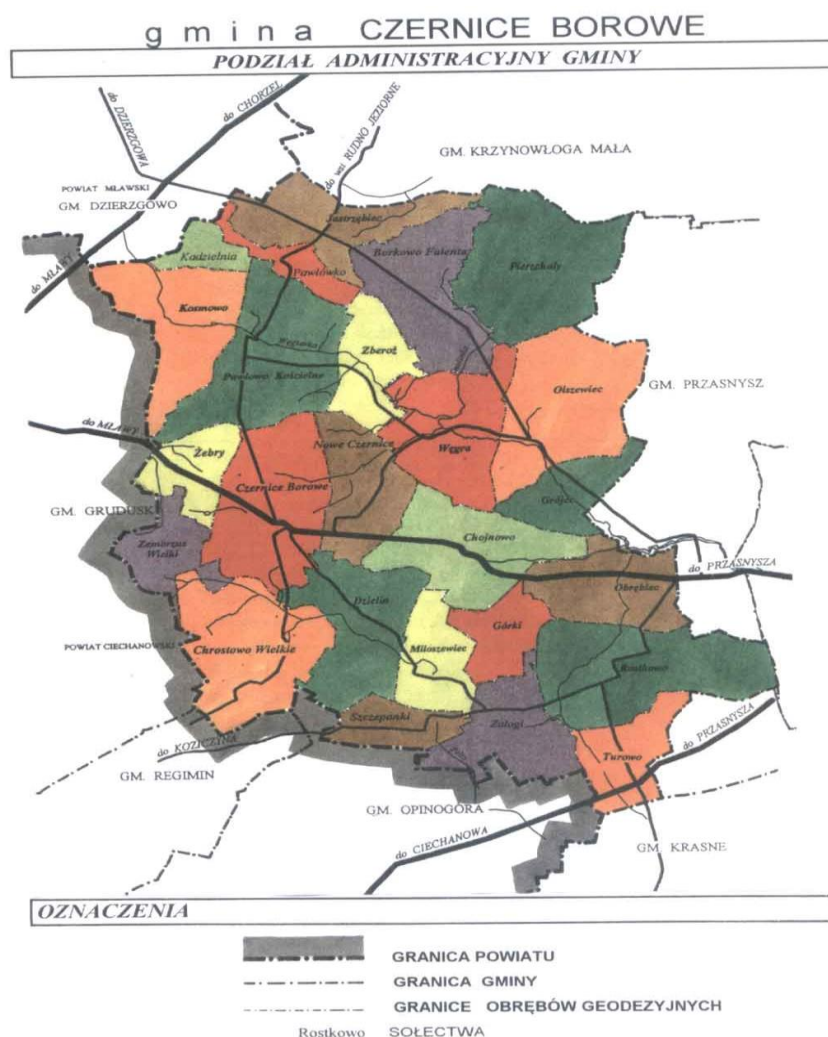 gmina CZERNICE BOROWE
PODZIAŁ ADMINISTRACYJNY GMINY
do DZIERZGOWA
do CHORZEL
do wsi RUDNO JEZIORNE
GM. KRZYNOWŁOGA MAŁA
POWIAT MŁAWSKI
GM. DZIERZGOWO
Jastrzębiec
do MŁAWY
Kadzielnia
Pawłówko
Borkowo Falenta
Pierzchały
Kosmowo
Węgierka
Zberoż
Pawłowo Kościelne
Olszewiec
GM. PRZASNYSZ
do MŁAWY
Żebry
Nowe Czernice
Węgra
Czernice Borowe
Grójec
GM. GRUDUSK
Zembrzus
Wielki
Chojnowo
do PRZASNYSZA
Obrębiec
Dzielin
Górki
POWIAT CIECHANOWSKI
Chrostowo Wielkie
Miłoszewiec
Rostkowo
Szczepanki
Załogi
do KOZICZYNA
Turowo
do PRZASNYSZA
GM. REGIMIN
GM. OPINOGÓRA
do CIECHANOWA
GM. KRASNE
OZNACZENIA
GRANICA POWIATU
GRANICA GMINY
GRANICE OBRĘBÓW GEODEZYJNYCH
Rostkowo SOŁECTWA